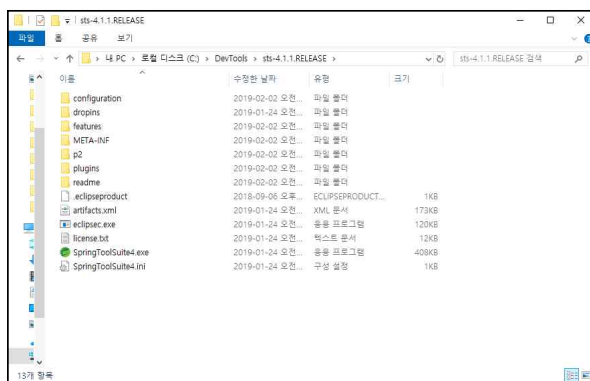 sts-4.1.1.RELEASE
파일 홈 공유 보기
내 PC > 로컬 디스크 (C:) > DevTools > sts-4.1.1.RELEASE >
sts-4.1.1.RELEASE 검색
이름 수정한 날짜 유형 크기
configuration 2019-02-02 오전... 파일 폴더
dropins 2019-01-24 오전... 파일 폴더
features 2019-02-02 오전... 파일 폴더
META-INF 2019-02-02 오전... 파일 폴더
p2 2019-02-02 오전... 파일 폴더
plugins 2019-02-02 오전... 파일 폴더
readme 2019-02-02 오전... 파일 폴더
.eclipseproduct 2018-09-06 오후... ECLIPSEPRODUCT... 1KB
artifacts.xml 2019-01-24 오전... XML 문서 173KB
eclipsec.exe 2019-01-24 오전... 응용 프로그램 120KB
license.txt 2019-01-24 오전... 텍스트 문서 12KB
SpringToolSuite4.exe 2019-01-24 오전... 응용 프로그램 408KB
SpringToolSuite4.ini 2019-01-24 오전... 구성 설정 1KB
13개 항목